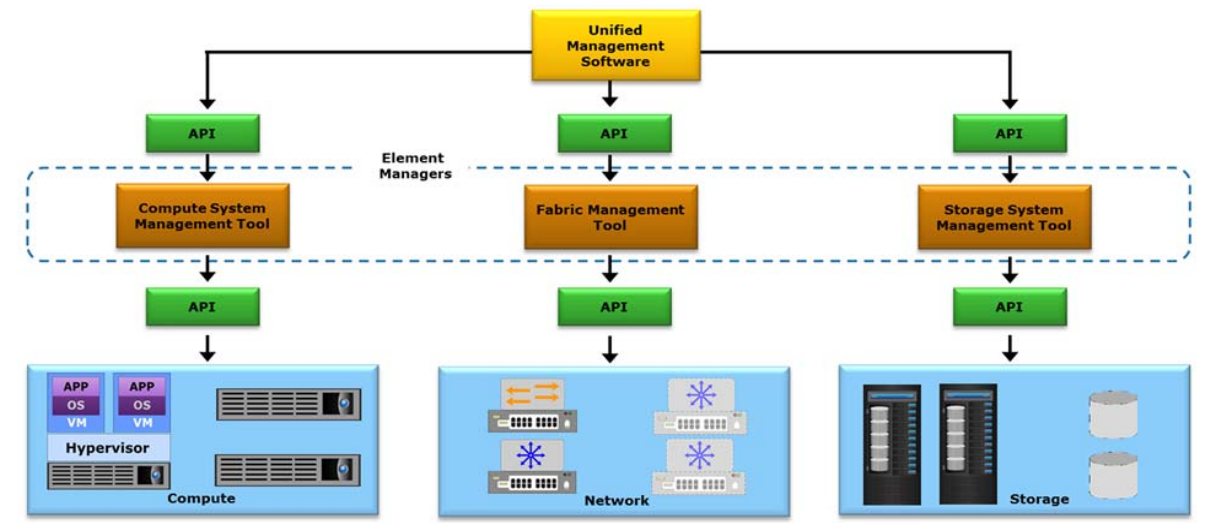 Unified
Management
Software
API
API
API
Element
Managers
Compute System
Management Tool
Fabric Management
Tool
Storage System
Management Tool
API
API
API
APP
APP
OS
OS
VM
VM
Hypervisor
Compute
Network
Storage